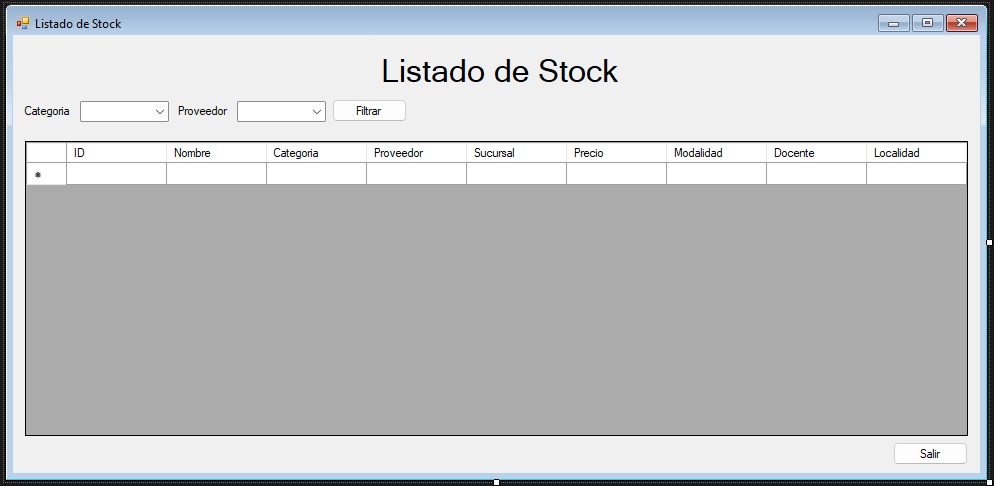 Listado de Stock
Listado de Stock
Categoria Proveedor Filtrar
ID Nombre Categoria Proveedor Sucursal Precio Modalidad Docente Localidad
Salir